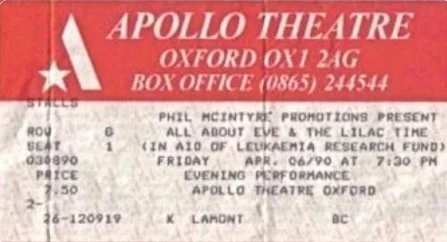 A APOLLO THEATRE
OXFORD OX1 2AG
BOX OFFICE (0865) 244544
STALLS
PHIL MCINTYRE PROMOTIONS PRESENT
ROW G ALL ABOUT EVE & THE LILAC TIME
SEAT 1 (IN AID OF LEUKAEMIA RESEARCH FUND)
030890 FRIDAY APR. 06/90 AT 7:30 PM
PRICE EVENING PERFORMANCE
7.50 APOLLO THEATRE OXFORD
2-
26-120919 K LAMONT BC